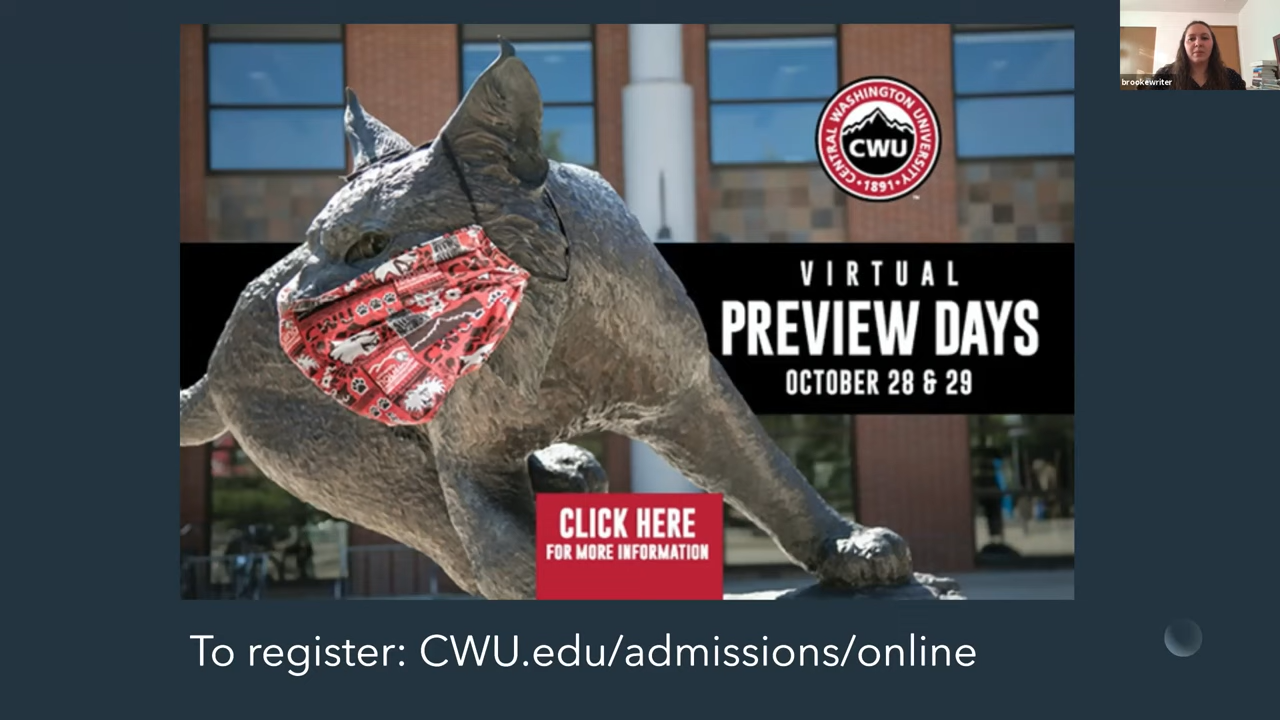 brookewriter
CENTRAL WASHINGTON UNIVERSITY
CWU
• 1891 •
™
VIRTUAL
PREVIEW DAYS
OCTOBER 28 & 29
CLICK HERE
FOR MORE INFORMATION
To register: CWU.edu/admissions/online